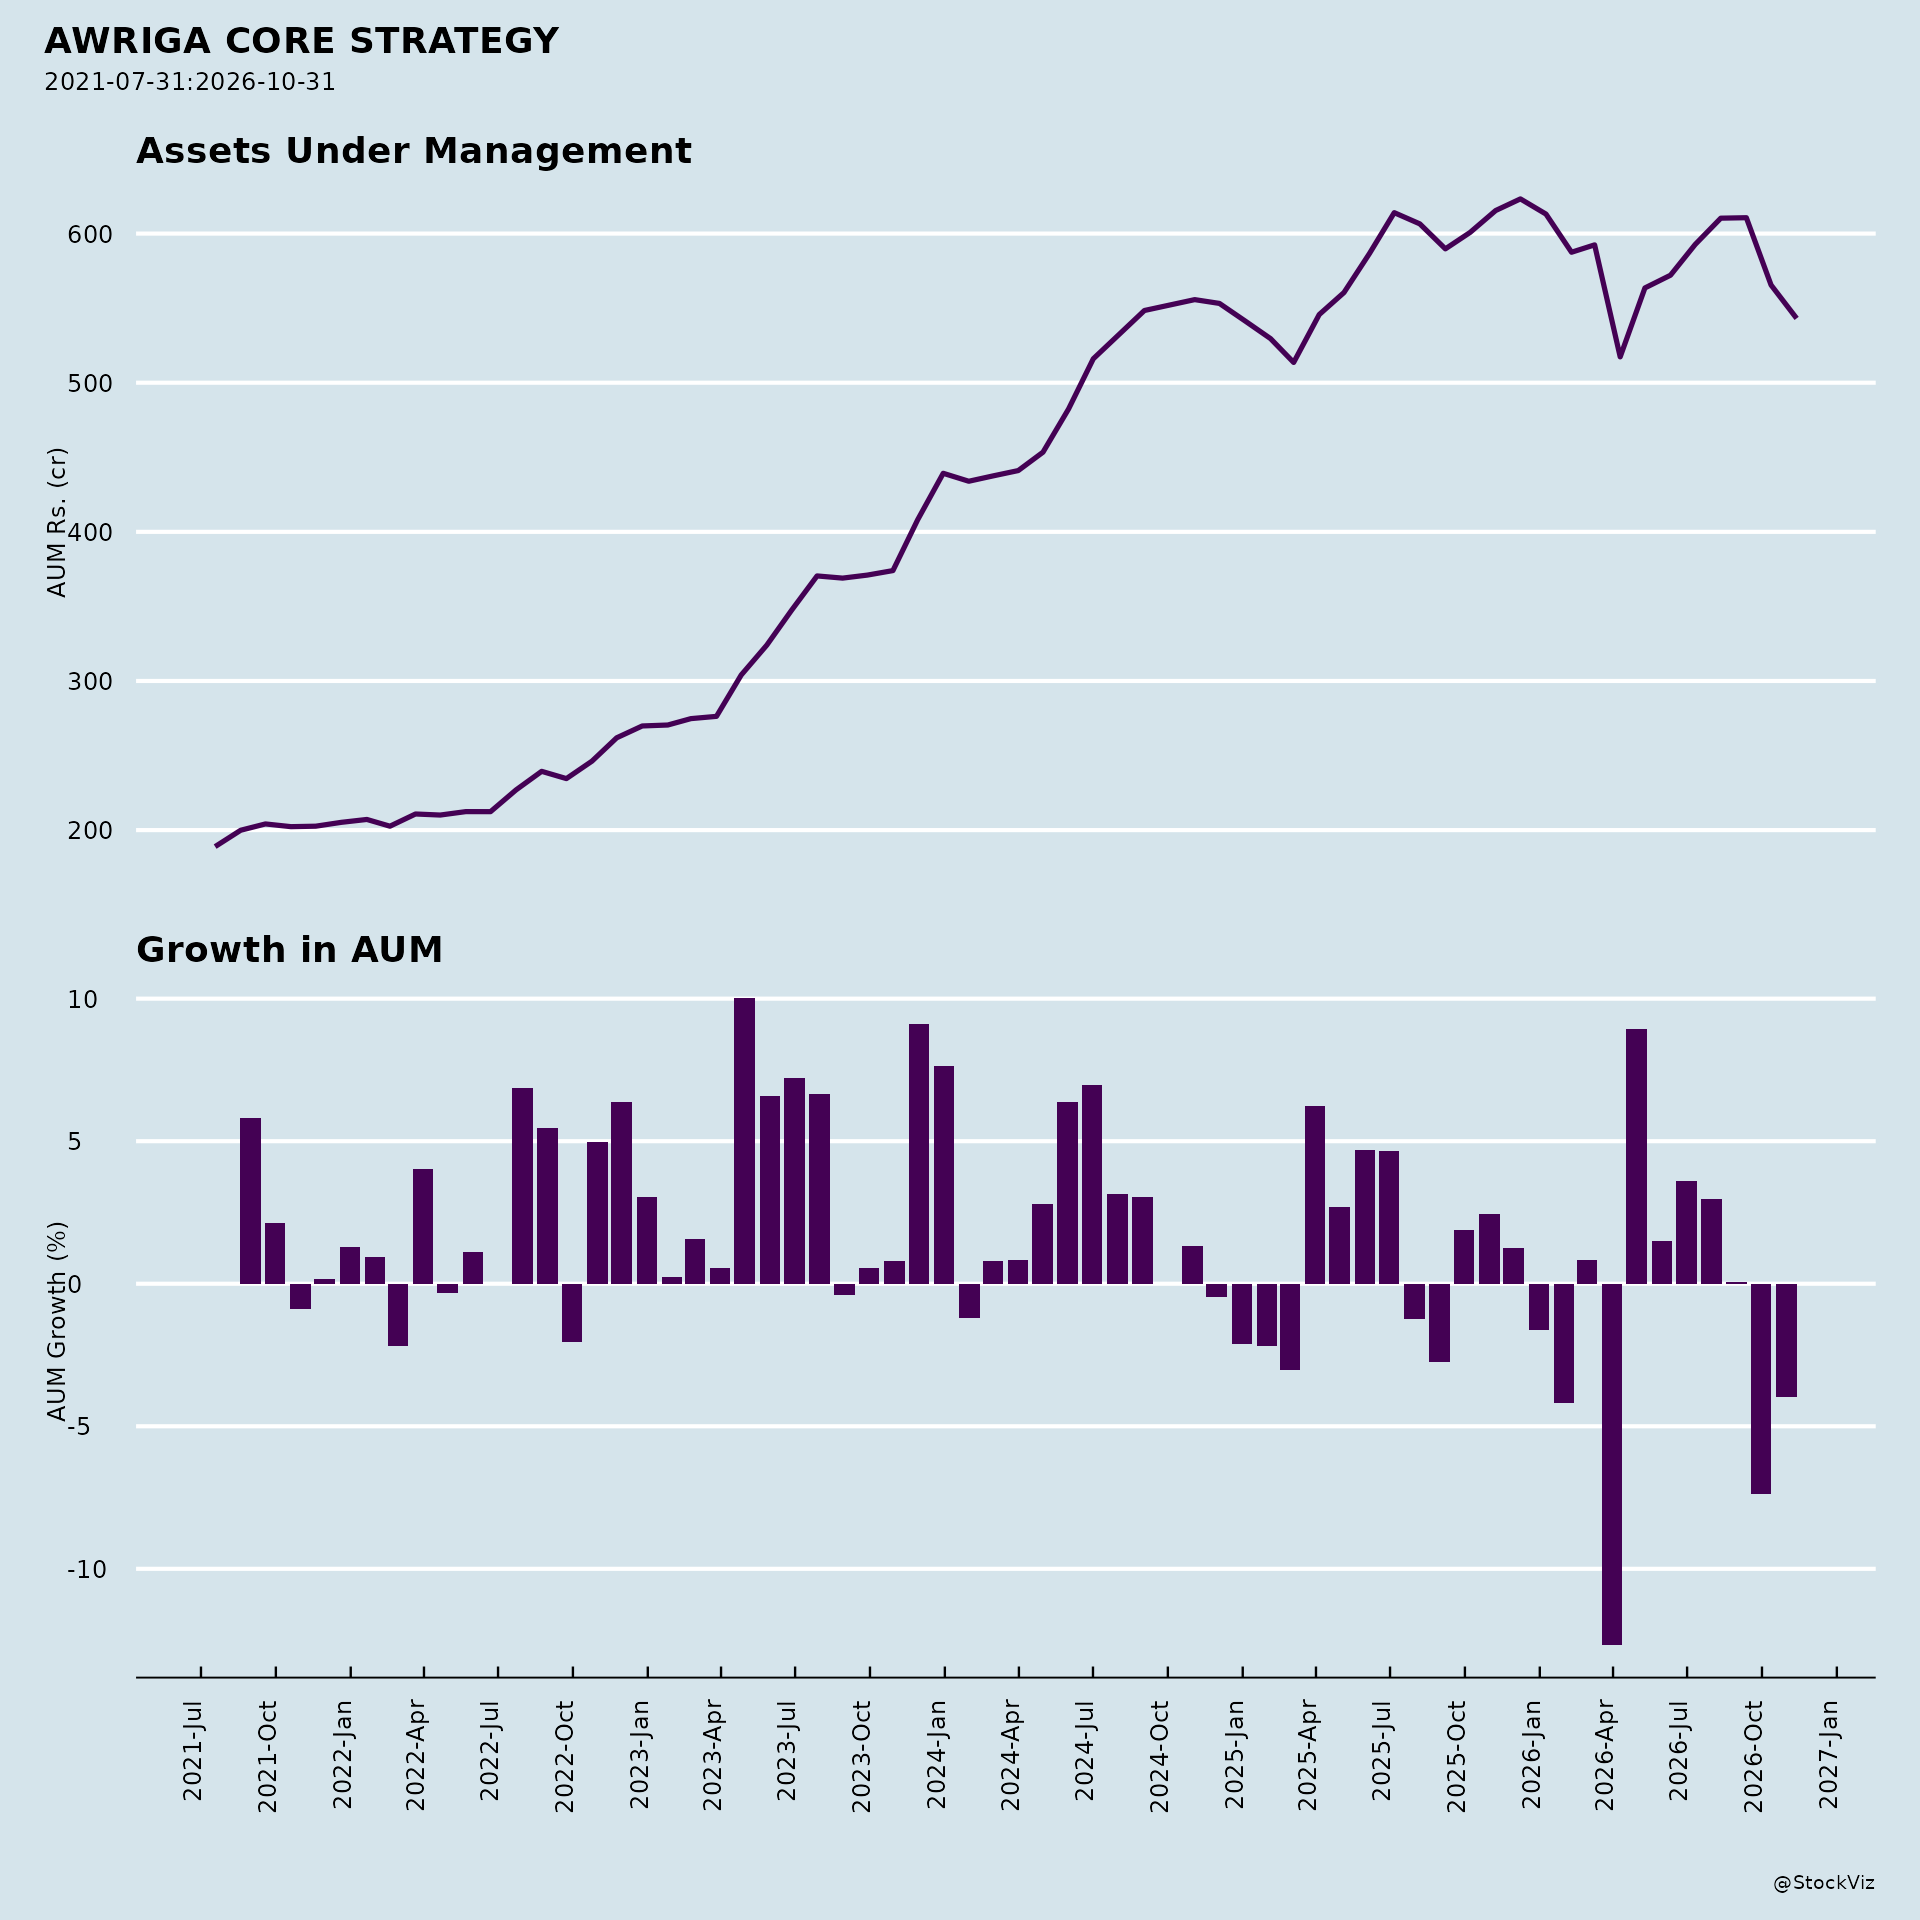 AWRIGA CORE STRATEGY
2021-07-31:2026-10-31
Assets Under Management
600
500
400
300
200
AUM Rs. (cr)
Growth in AUM
10
5
0
-5
-10
AUM Growth (%)
2021-Jul
2021-Oct
2022-Jan
2022-Apr
2022-Jul
2022-Oct
2023-Jan
2023-Apr
2023-Jul
2023-Oct
2024-Jan
2024-Apr
2024-Jul
2024-Oct
2025-Jan
2025-Apr
2025-Jul
2025-Oct
2026-Jan
2026-Apr
2026-Jul
2026-Oct
2027-Jan
@StockViz